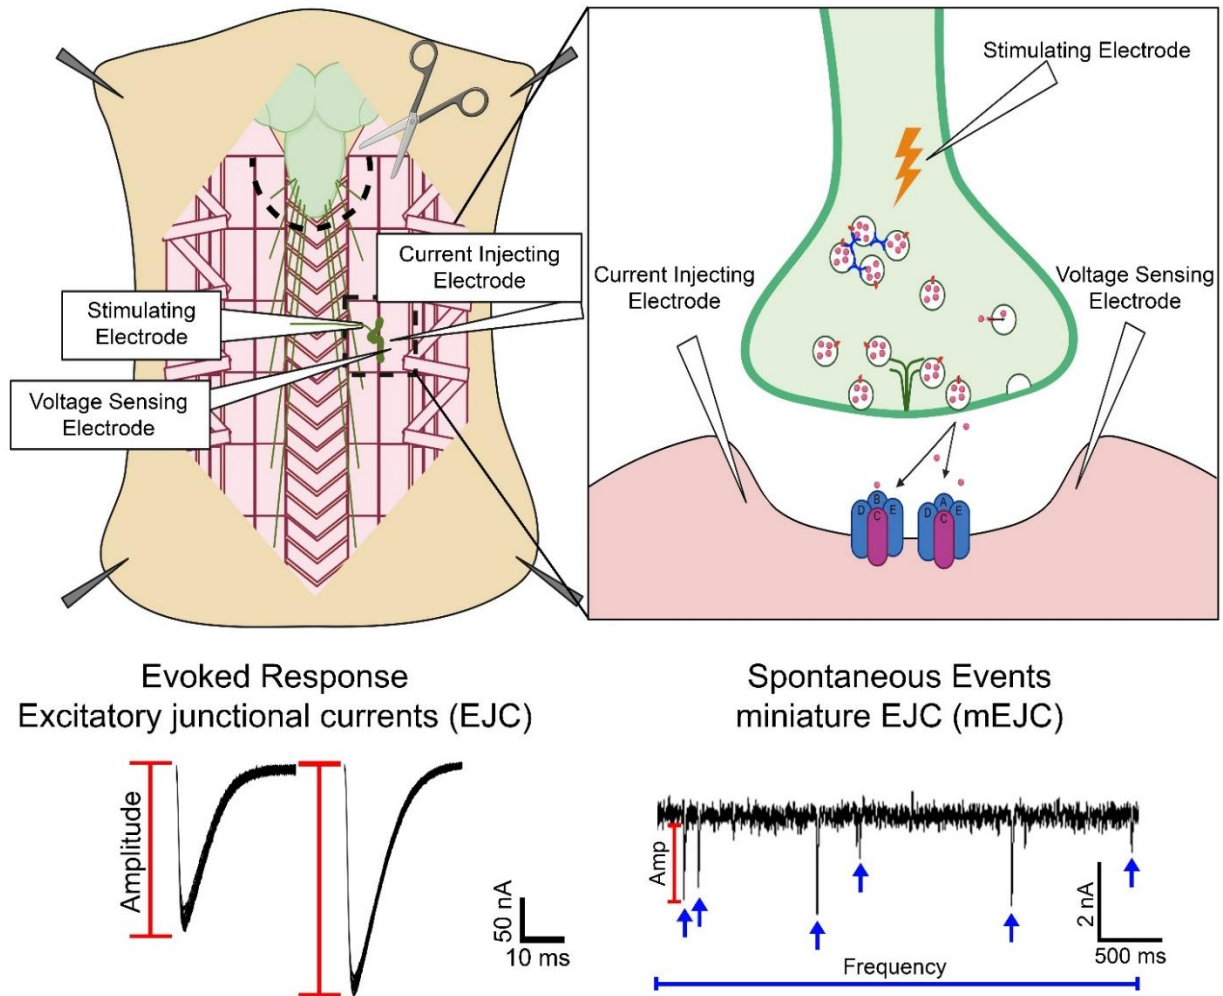 Stimulating Electrode
Current Injecting
Electrode
Stimulating
Electrode
Voltage Sensing
Electrode
Current Injecting
Electrode
Voltage Sensing
Electrode
B
D
E
C
A
D
E
C
Evoked Response
Excitatory junctional currents (EJC)
Amplitude
50 nA
10 ms
Spontaneous Events
miniature EJC (mEJC)
Amp
2 nA
500 ms
Frequency